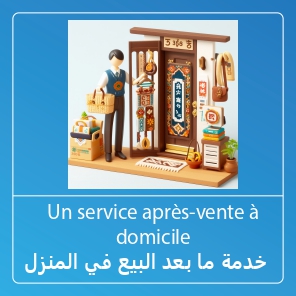 Un service après-vente à
domicile
خدمة ما بعد البيع في المنزل